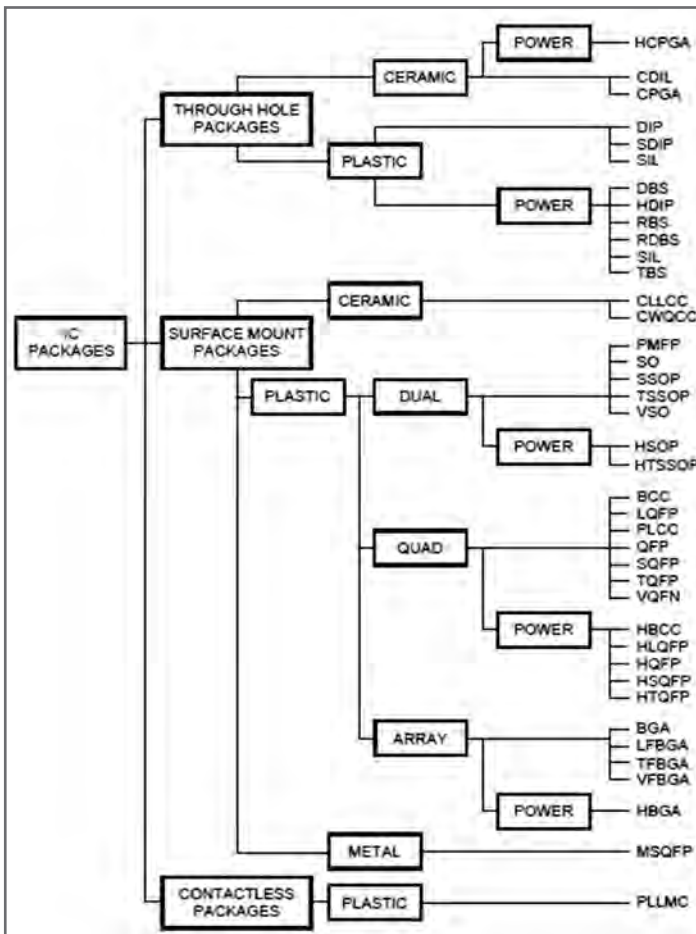 POWER
HCPGA
CERAMIC
CDIL
CPGA
THROUGH HOLE
PACKAGES
DIP
SDIP
SIL
PLASTIC
POWER
DBS
HDIP
RBS
RDBS
SIL
TBS
CERAMIC
CLLCC
CWQCC
IC
PACKAGES
SURFACE MOUNT
PACKAGES
PLASTIC
DUAL
PMFP
SO
SSOP
TSSOP
VSO
POWER
HSOP
HTSSOP
QUAD
BCC
LQFP
PLCC
QFP
SQFP
TQFP
VQFN
POWER
HBCC
HLQFP
HQFP
HSQFP
HTQFP
ARRAY
BGA
LFBGA
TFBGA
VFBGA
POWER
HBGA
METAL
MSQFP
CONTACTLESS
PACKAGES
PLASTIC
PLLMC